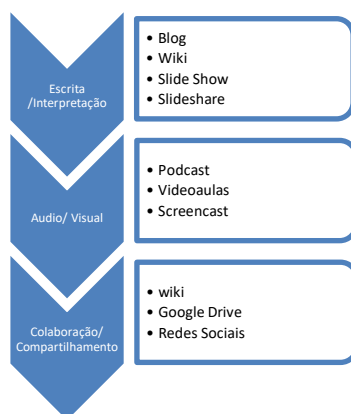 Escrita
/Interpretação
• Blog
• Wiki
• Slide Show
• Slideshare
Audio/ Visual
• Podcast
• Videoaulas
• Screencast
Colaboração/
Compartilhamento
• wiki
• Google Drive
• Redes Sociais